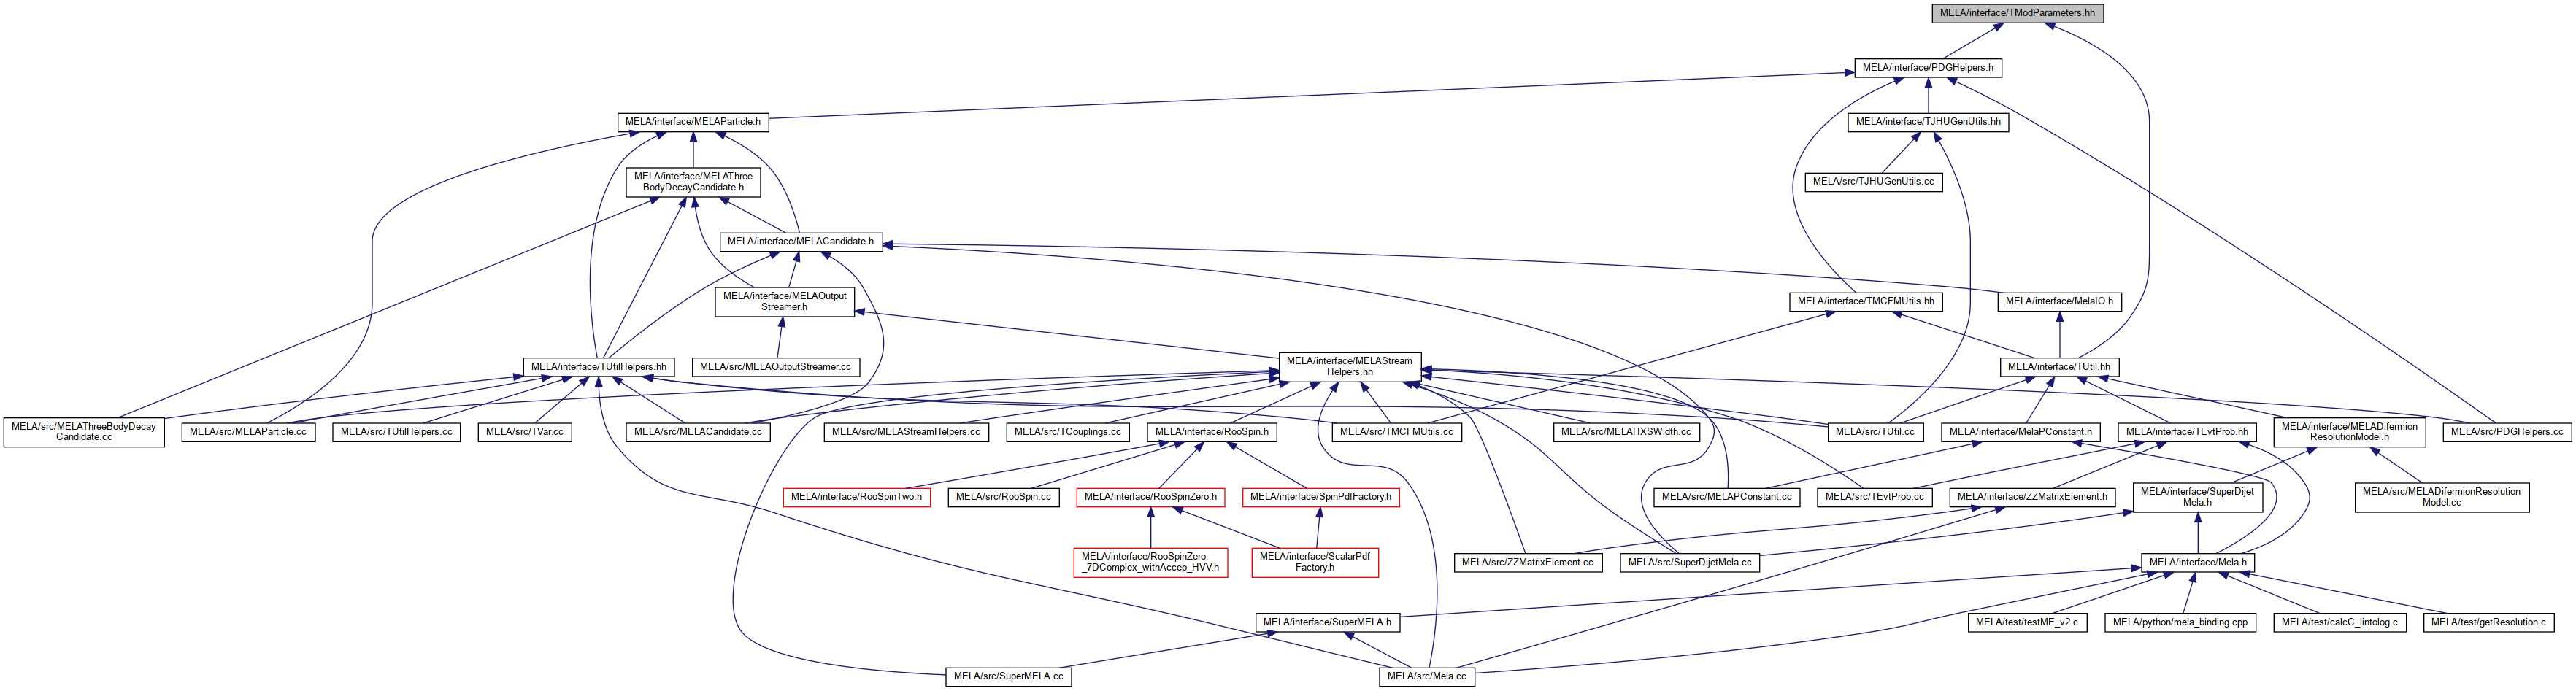 MELA/interface/TModParameters.hh
MELA/interface/PDGHelpers.h
MELA/interface/MELAParticle.h
MELA/interface/TJHUGenUtils.hh
MELA/interface/MELAThree
BodyDecayCandidate.h
MELA/src/TJHUGenUtils.cc
MELA/interface/MELACandidate.h
MELA/interface/MELAOutput
Streamer.h
MELA/interface/TMCFMUtils.hh
MELA/interface/MelaIO.h
MELA/interface/TUtilHelpers.hh
MELA/src/MELAOutputStreamer.cc
MELA/interface/MELAStream
Helpers.hh
MELA/interface/TUtil.hh
MELA/src/MELAThreeBodyDecay
Candidate.cc
MELA/src/MELAParticle.cc
MELA/src/TUtilHelpers.cc
MELA/src/TVar.cc
MELA/src/MELACandidate.cc
MELA/src/MELAStreamHelpers.cc
MELA/src/TCouplings.cc
MELA/interface/RooSpin.h
MELA/src/TMCFMUtils.cc
MELA/src/MELAHXSWidth.cc
MELA/src/TUtil.cc
MELA/interface/MelaPConstant.h
MELA/interface/TEvtProb.hh
MELA/interface/MELADifermion
ResolutionModel.h
MELA/src/PDGHelpers.cc
MELA/interface/RooSpinTwo.h
MELA/src/RooSpin.cc
MELA/interface/RooSpinZero.h
MELA/interface/SpinPdfFactory.h
MELA/src/MELAPConstant.cc
MELA/src/TEvtProb.cc
MELA/interface/ZZMatrixElement.h
MELA/interface/SuperDijet
Mela.h
MELA/src/MELADifermionResolution
Model.cc
MELA/interface/RooSpinZero
_7DComplex_withAccep_HVV.h
MELA/interface/ScalarPdf
Factory.h
MELA/src/ZZMatrixElement.cc
MELA/src/SuperDijetMela.cc
MELA/interface/Mela.h
MELA/interface/SuperMELA.h
MELA/test/testME_v2.c
MELA/python/mela_binding.cpp
MELA/test/calcC_lintolog.c
MELA/test/getResolution.c
MELA/src/SuperMELA.cc
MELA/src/Mela.cc